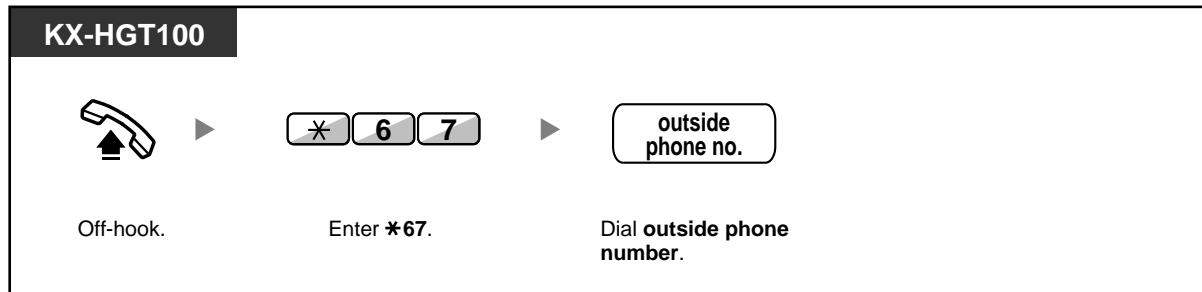 KX-HGT100
* 6 7
outside
phone no.
Off-hook.
Enter *67.
Dial outside phone
number.